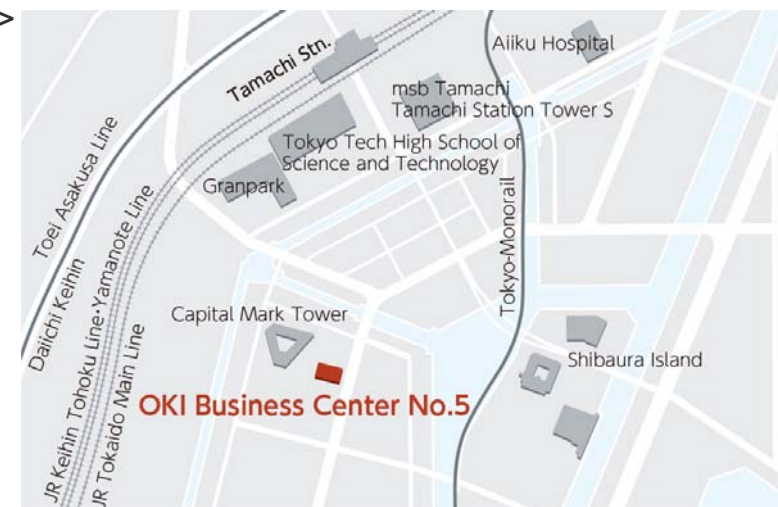 >
Aiiku Hospital
Tamachi Stn.
msb Tamachi
Tamachi Station Tower S
Tokyo Tech High School of
Science and Technology
Granpark
Toei Asakusa Line
Daiichi Keihin
JR Keihin Tohoku Line·Yamanote Line
JR Tokaido Main Line
Tokyo-Monorail
Capital Mark Tower
Shibaura Island
OKI Business Center No.5